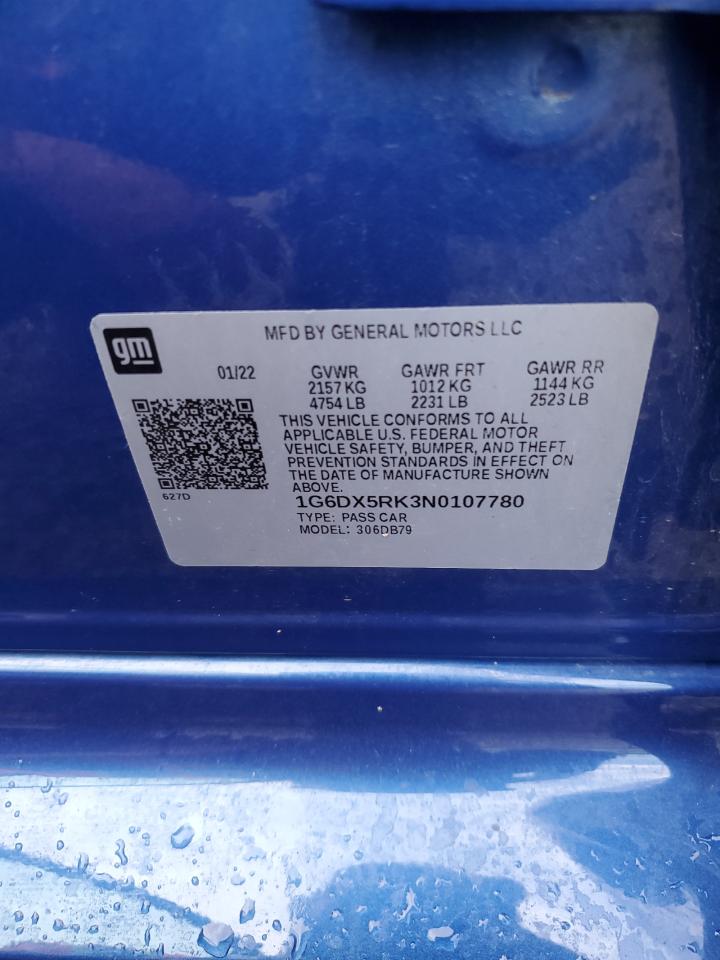 gm
MFD BY GENERAL MOTORS LLC
01/22 GVWR GAWR FRT GAWR RR
2157 KG 1012 KG 1144 KG
4754 LB 2231 LB 2523 LB
THIS VEHICLE CONFORMS TO ALL
APPLICABLE U.S. FEDERAL MOTOR
VEHICLE SAFETY, BUMPER, AND THEFT
PREVENTION STANDARDS IN EFFECT ON
THE DATE OF MANUFACTURE SHOWN
ABOVE.
627D
1G6DX5RK3N0107780
TYPE: PASS CAR
MODEL: 306DB79